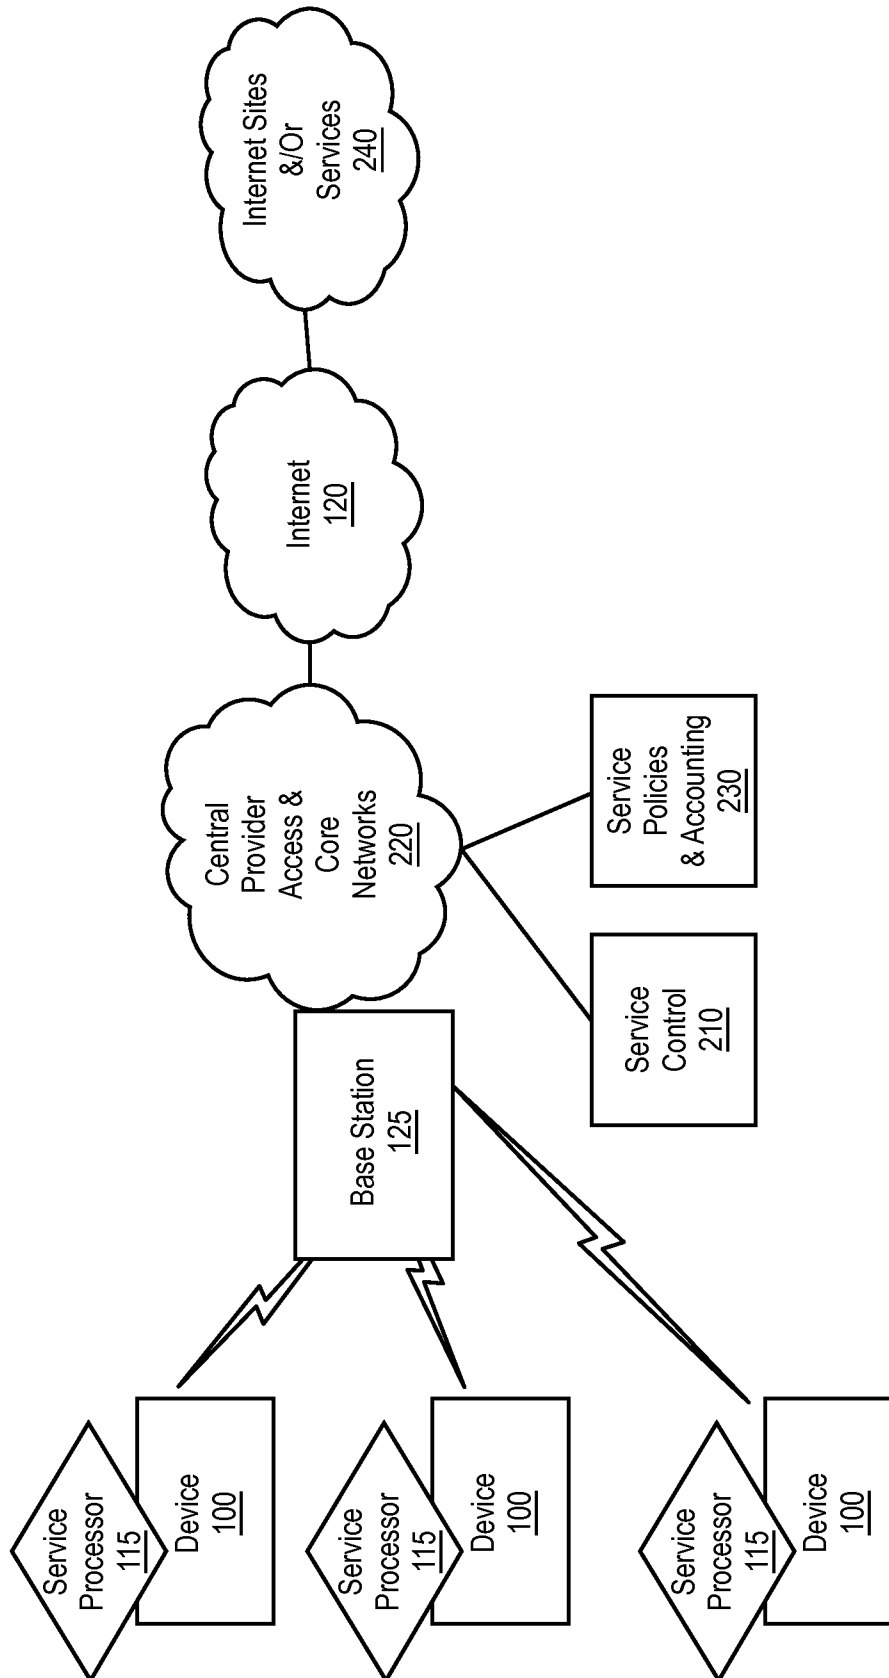 Service
Processor
115
Device
100
Service
Processor
115
Device
100
Service
Processor
115
Device
100
Base Station
125
Central
Provider
Access &
Core
Networks
220
Service
Control
210
Service
Policies
& Accounting
230
Internet
120
Internet Sites
&/Or
Services
240